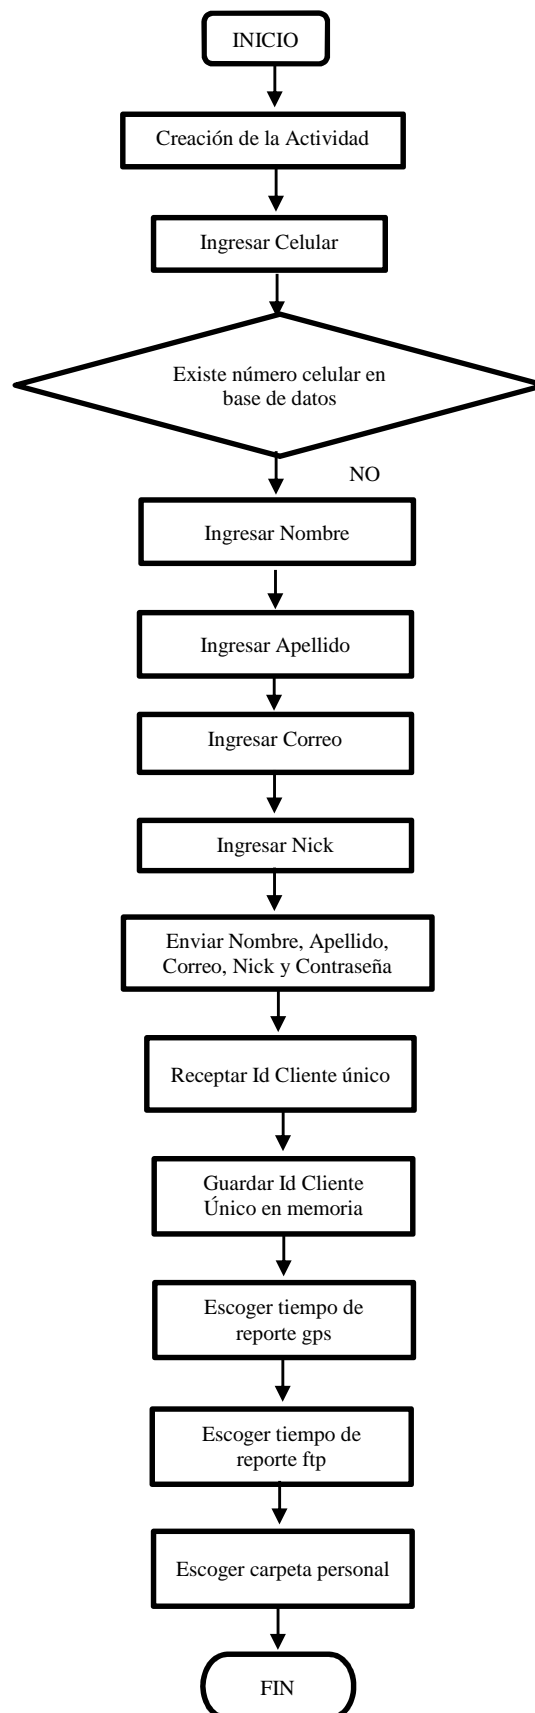 INICIO
Creación de la Actividad
Ingresar Celular
Existe número celular en
base de datos
NO
Ingresar Nombre
Ingresar Apellido
Ingresar Correo
Ingresar Nick
Enviar Nombre, Apellido,
Correo, Nick y Contraseña
Receptar Id Cliente único
Guardar Id Cliente
Único en memoria
Escoger tiempo de
reporte gps
Escoger tiempo de
reporte ftp
Escoger carpeta personal
FIN